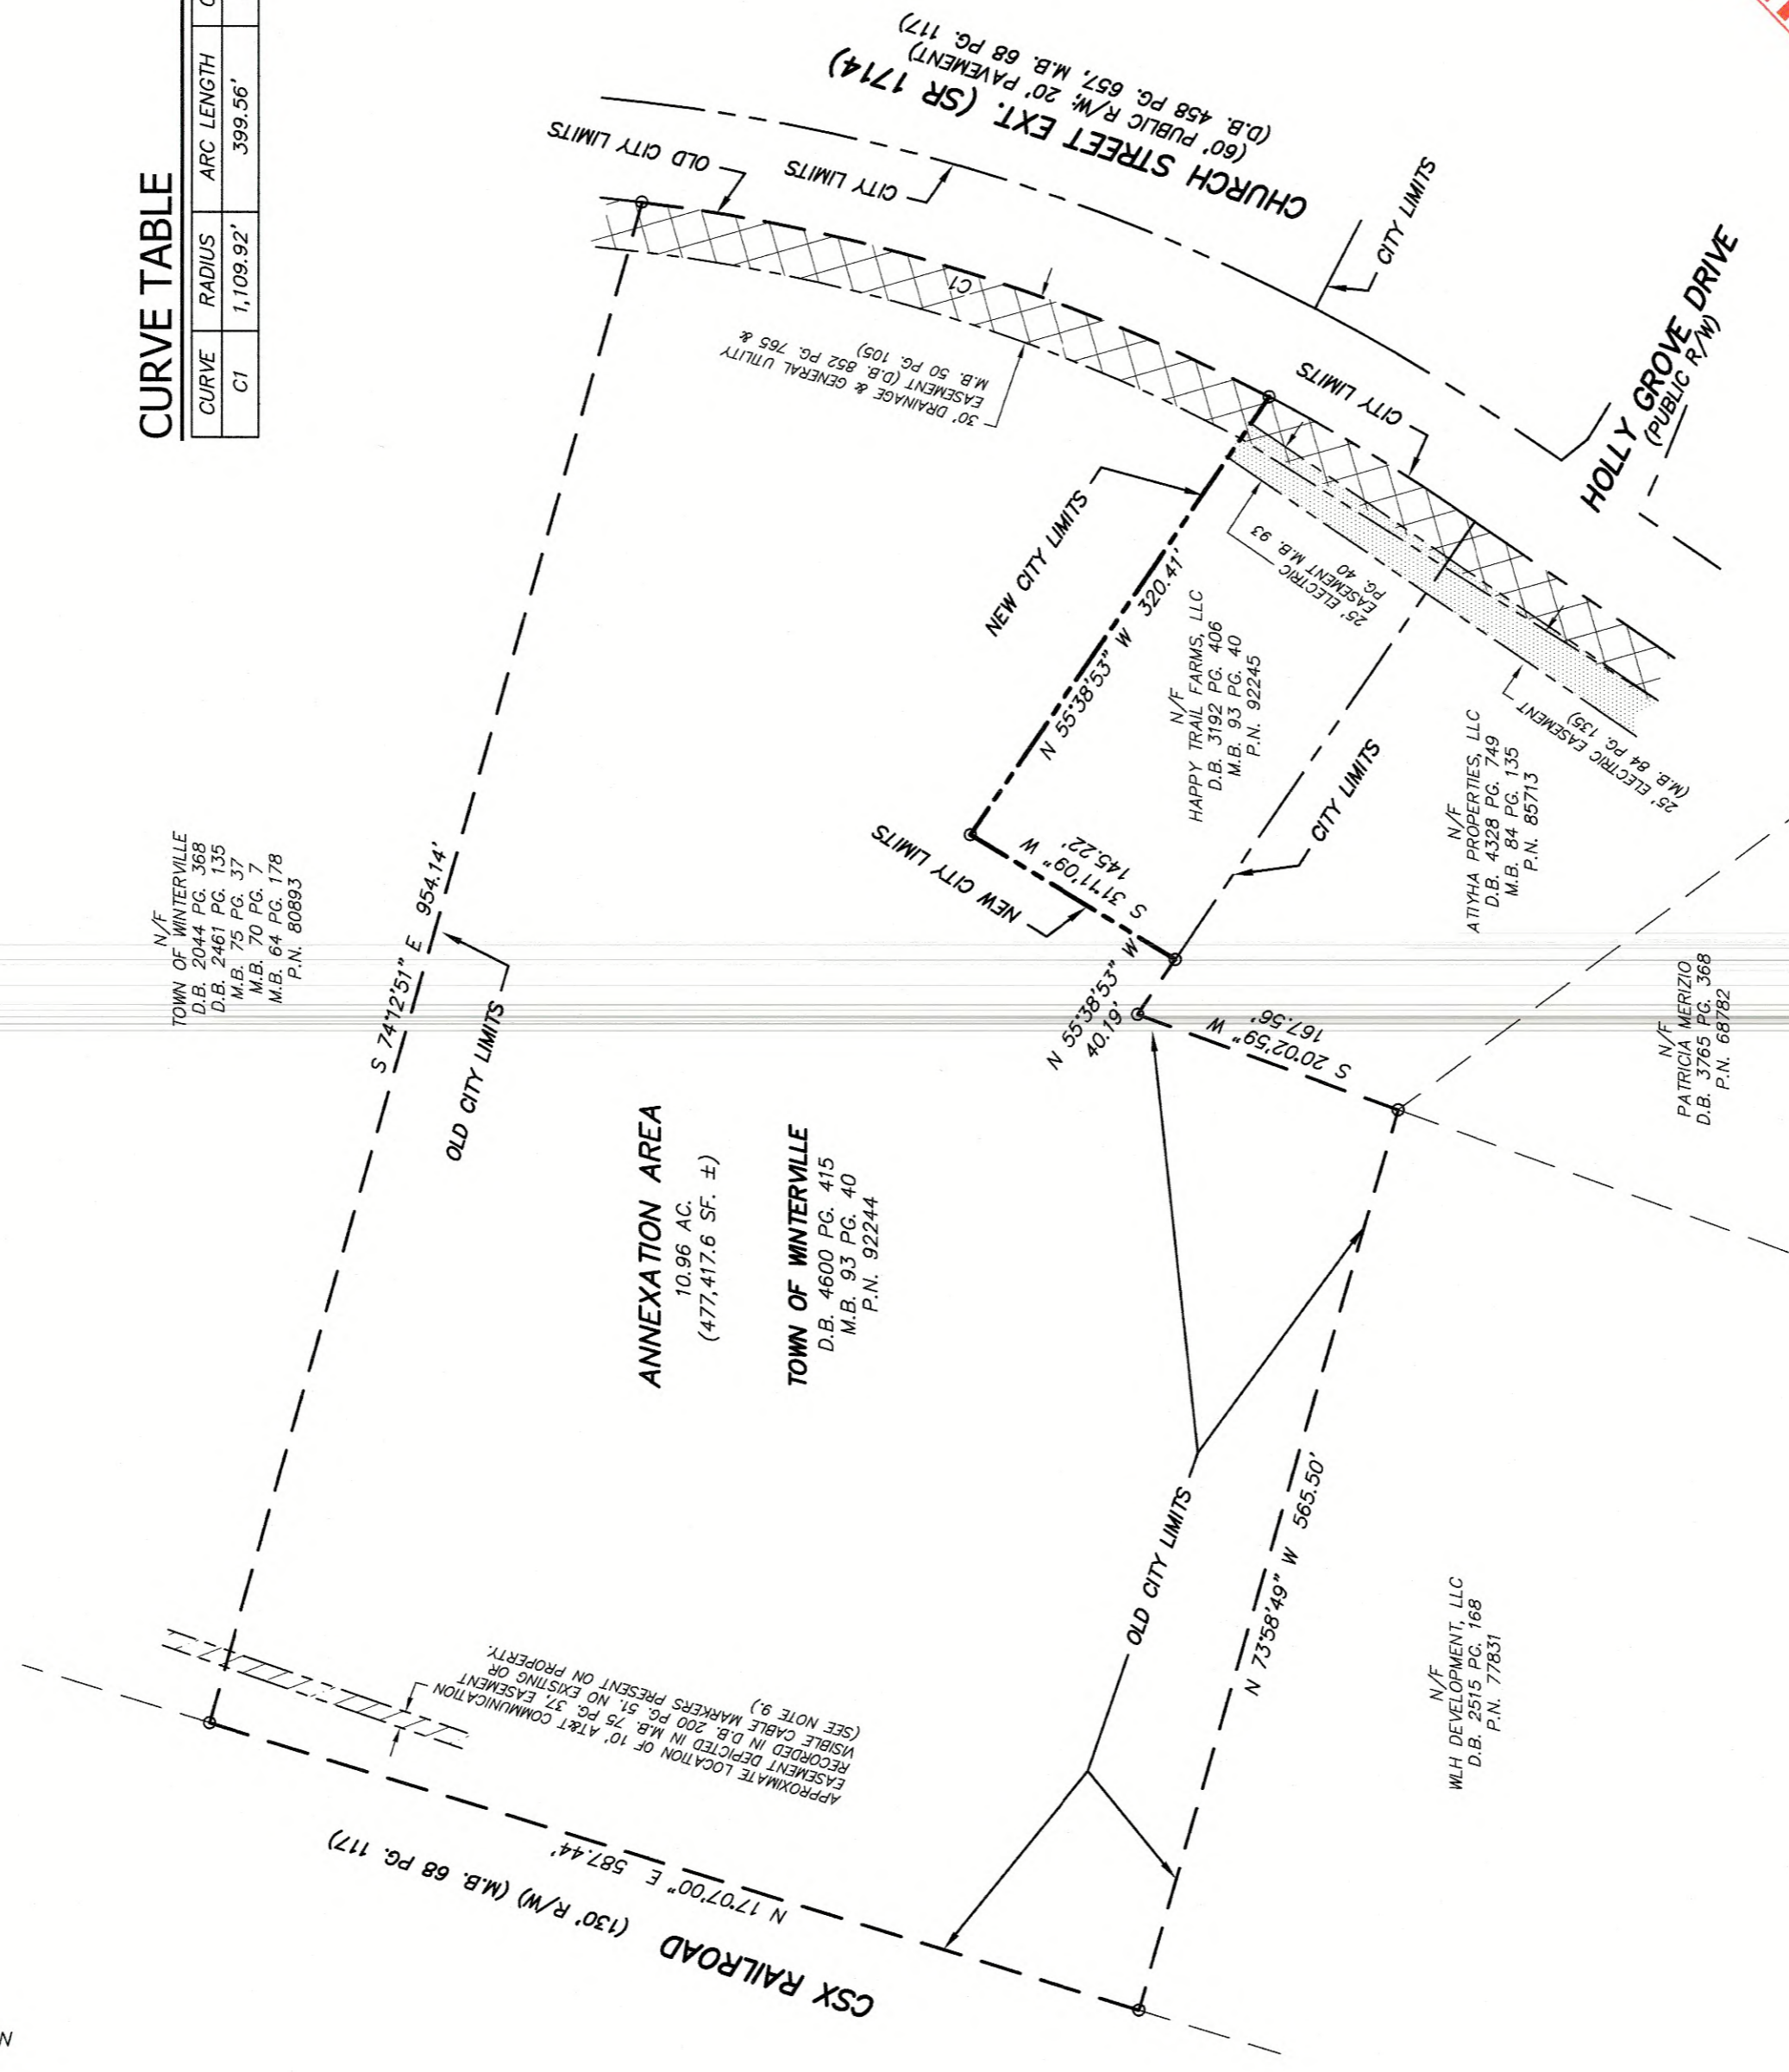 CURVE TABLE
CURVE RADIUS ARC LENGTH
C1 1,109.92' 399.56'
CHURCH STREET EXT. (SR 1714)
(60' PUBLIC R/W; 20' PAVEMENT)
(D.B. 458 PG. 657, M.B. 68 PG. 117)
OLD CITY LIMITS
CITY LIMITS
CITY LIMITS
C1
30' DRAINAGE & GENERAL UTILITY
EASEMENT (D.B. 852 PG. 765 &
M.B. 50 PG. 105)
CITY LIMITS
HOLLY GROVE DRIVE
(PUBLIC R/W)
NEW CITY LIMITS
N 55°38'53" W 320.41'
25' ELECTRIC
EASEMENT M.B. 93
PG. 40
N/F
HAPPY TRAIL FARMS, LLC
D.B. 3192 PG. 406
M.B. 93 PG. 40
P.N. 92245
25' ELECTRIC EASEMENT
(M.B. 84 PG. 135)
N/F
ATIYHA PROPERTIES, LLC
D.B. 4328 PG. 749
M.B. 84 PG. 135
P.N. 85713
CITY LIMITS
NEW CITY LIMITS
S 31°11'09" W
145.22'
N 55°38'53" W
40.19'
S 20°02'59" W
167.56'
N/F
PATRICIA MERIZIO
D.B. 3765 PG. 368
P.N. 68782
N/F
TOWN OF WINTERVILLE
D.B. 2044 PG. 368
D.B. 2461 PG. 135
M.B. 75 PG. 37
M.B. 70 PG. 7
M.B. 64 PG. 178
P.N. 80893
S 74°12'51" E 954.14'
OLD CITY LIMITS
ANNEXATION AREA
10.96 AC.
(477,417.6 SF. ±)
TOWN OF WINTERVILLE
D.B. 4600 PG. 415
M.B. 93 PG. 40
P.N. 92244
OLD CITY LIMITS
N 73°58'49" W 565.50'
N/F
WLH DEVELOPMENT, LLC
D.B. 2515 PG. 168
P.N. 77831
APPROXIMATE LOCATION OF 10' AT&T COMMUNICATION
EASEMENT DEPICTED IN M.B. 75 PG. 37, EASEMENT
RECORDED IN D.B. 200 PG. 51. NO EXISTING OR
VISIBLE CABLE MARKERS PRESENT ON PROPERTY.
(SEE NOTE 9.)
N 17°07'00" E 587.44'
CSX RAILROAD (130' R/W) (M.B. 68 PG. 117)